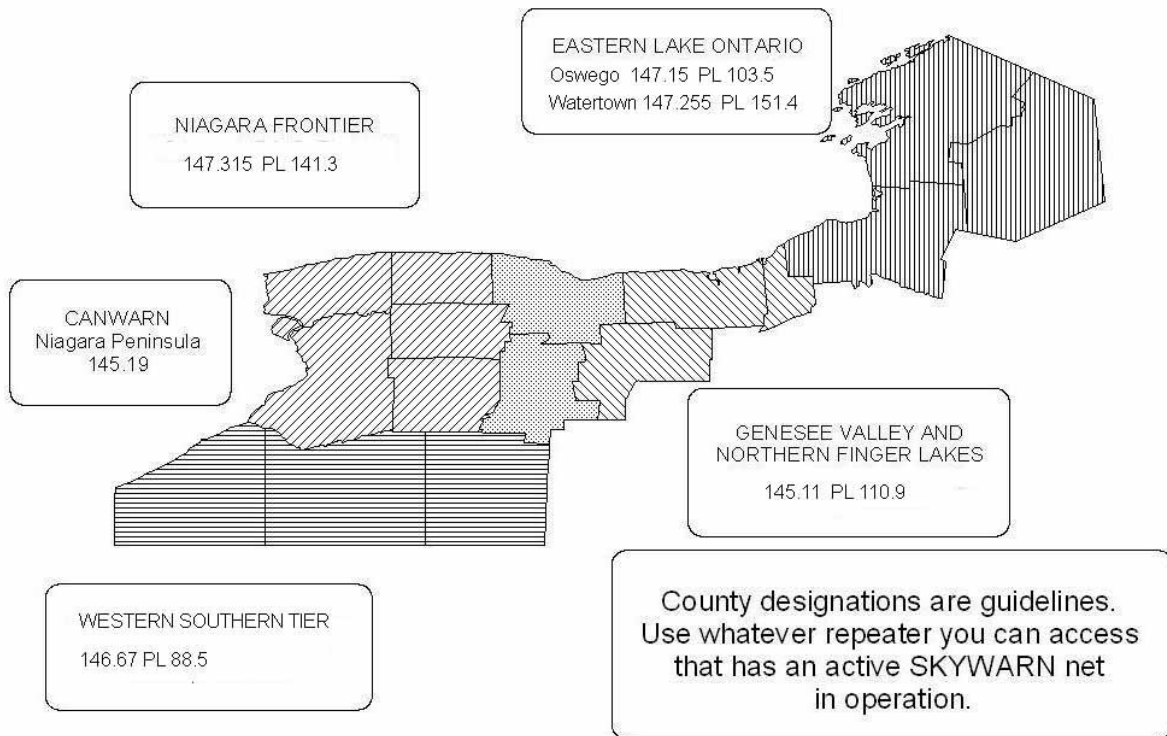 EASTERN LAKE ONTARIO
Oswego 147.15 PL 103.5
Watertown 147.255 PL 151.4
NIAGARA FRONTIER
147.315 PL 141.3
CANWARN
Niagara Peninsula
145.19
GENESEE VALLEY AND
NORTHERN FINGER LAKES
145.11 PL 110.9
WESTERN SOUTHERN TIER
146.67 PL 88.5
County designations are guidelines.
Use whatever repeater you can access
that has an active SKYWARN net
in operation.